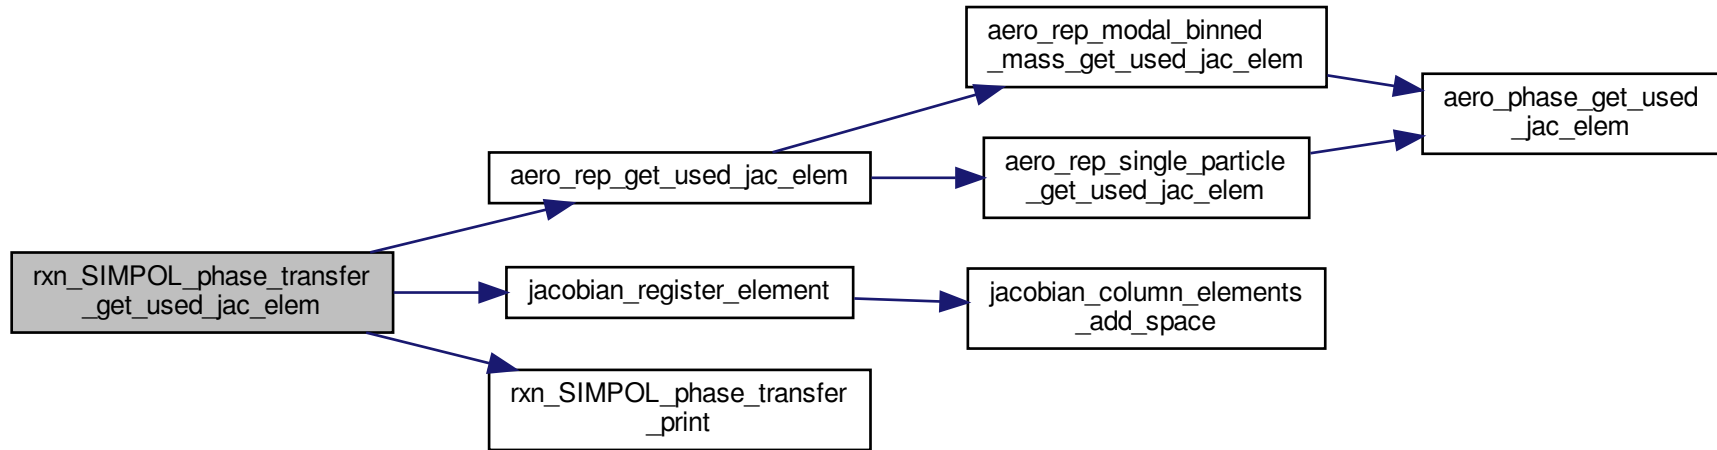 rxn_SIMPOL_phase_transfer
_get_used_jac_elem
aero_rep_get_used_jac_elem
aero_rep_modal_binned
_mass_get_used_jac_elem
aero_rep_single_particle
_get_used_jac_elem
aero_phase_get_used
_jac_elem
jacobian_register_element
jacobian_column_elements
_add_space
rxn_SIMPOL_phase_transfer
_print